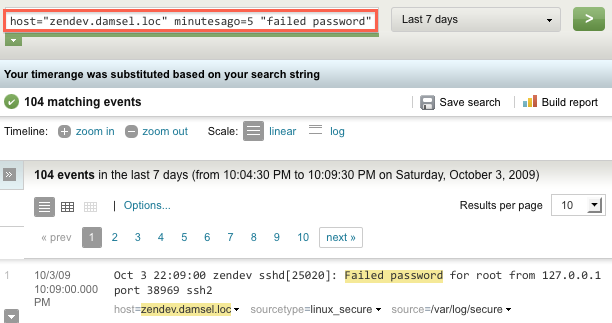 host="zendev.damsel.loc" minutesago=5 "failed password"
Last 7 days
>
Your timerange was substituted based on your search string
104 matching events
Save search
Build report
Timeline: zoom in zoom out Scale: linear log
»
104 events in the last 7 days (from 10:04:30 PM to 10:09:30 PM on Saturday, October 3, 2009)
| Options...
Results per page 10
« prev 1 2 3 4 5 6 7 8 9 10 next »
1 10/3/09 Oct 3 22:09:00 zendev sshd[25020]: Failed password for root from 127.0.0.1
10:09:00.000 port 38969 ssh2
PM host=zendev.damsel.loc sourcetype=linux_secure source=/var/log/secure